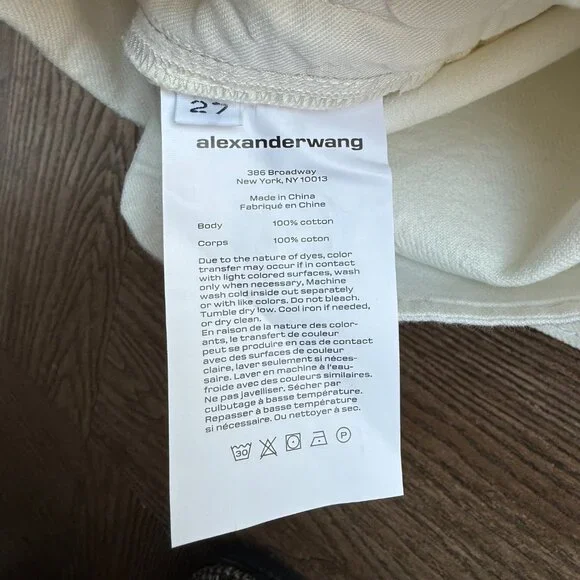 27
alexanderwang
386 Broadway
New York, NY 10013
Made in China
Fabriqué en Chine
Body 100% cotton
Corps 100% coton
Due to the nature of dyes, color
transfer may occur if in contact
with light colored surfaces, wash
only when necessary, Machine
wash cold inside out separately
or with like colors. Do not bleach.
Tumble dry low. Cool iron if needed,
or dry clean.
En raison de la nature des color-
ants, le transfert de couleur
peut se produire en cas de contact
avec des surfaces de couleur
claire, laver seulement si néces-
saire. Laver en machine à l'eau-
froide avec des couleurs similaires.
Ne pas javelliser. Sécher par
culbutage à basse température.
Repasser à basse température
si nécessaire. Ou nettoyer à sec.
30 P